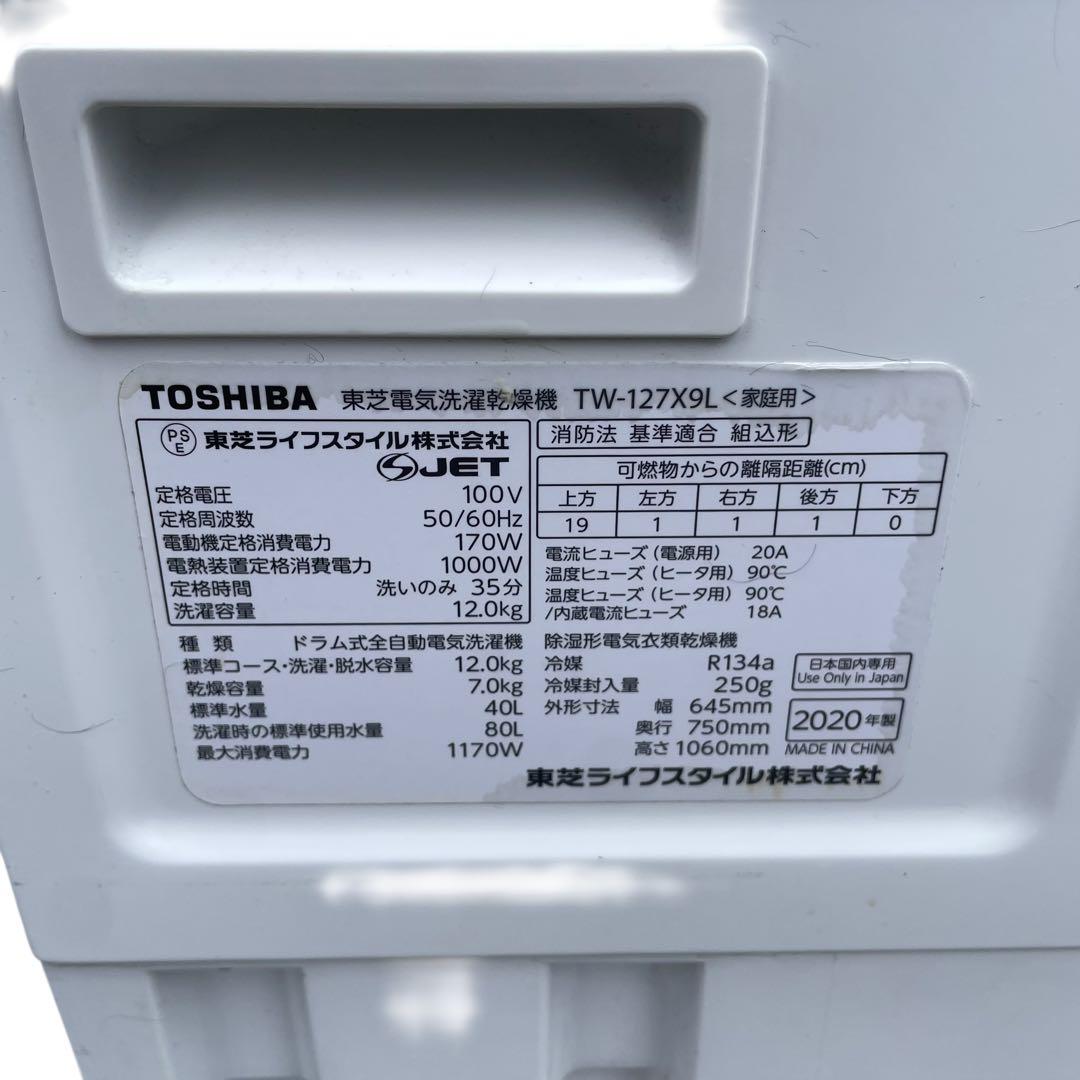 TOSHIBA 東芝電気洗濯乾燥機 TW-127X9L<家庭用>
PSE 東芝ライフスタイル株式会社
JET
定格電圧 100V
定格周波数 50/60Hz
電動機定格消費電力 170W
電熱装置定格消費電力 1000W
定格時間 洗いのみ 35分
洗濯容量 12.0kg
種類 ドラム式全自動電気洗濯機
標準コース・洗濯・脱水容量 12.0kg
乾燥容量 7.0kg
標準水量 40L
洗濯時の標準使用水量 80L
最大消費電力 1170W
消防法 基準適合 組込形
可燃物からの離隔距離(cm)
上方 左方 右方 後方 下方
19 1 1 1 0
電流ヒューズ(電源用) 20A
温度ヒューズ(ヒータ用) 90℃
温度ヒューズ(ヒータ用) 90℃
/内蔵電流ヒューズ 18A
除湿形電気衣類乾燥機
冷媒 R134a
冷媒封入量 250g
外形寸法 幅 645mm
奥行 750mm
高さ 1060mm
日本国内専用
Use Only in Japan
2020年製
MADE IN CHINA
東芝ライフスタイル株式会社